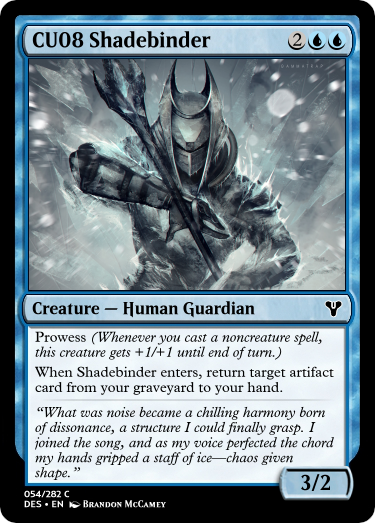 CU08 Shadebinder 2
GAMMATRAP
Creature — Human Guardian
Prowess (Whenever you cast a noncreature spell,
this creature gets +1/+1 until end of turn.)
When Shadebinder enters, return target artifact
card from your graveyard to your hand.
“What was noise became a chilling harmony born
of dissonance, a structure I could finally grasp. I
joined the song, and as my voice perfected the chord
my hands gripped a staff of ice—chaos given
shape.”
3/2
054/282 C
DES • EN Brandon McCamey